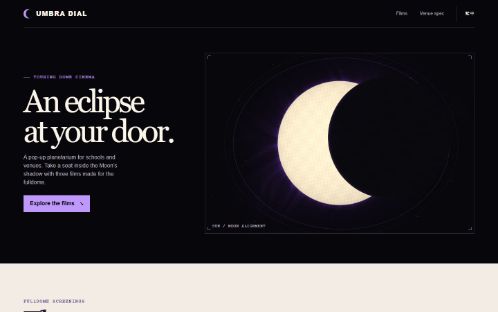 UMBRA DIAL
Films
Venue spec
TOURING DOME CINEMA
An eclipse
at your door.
A pop-up planetarium for schools and
venues. Take a seat inside the Moon's
shadow with three films made for the
fulldome.
Explore the films ↘
SUN / MOON ALIGNMENT
FULLDOME SCREENINGS